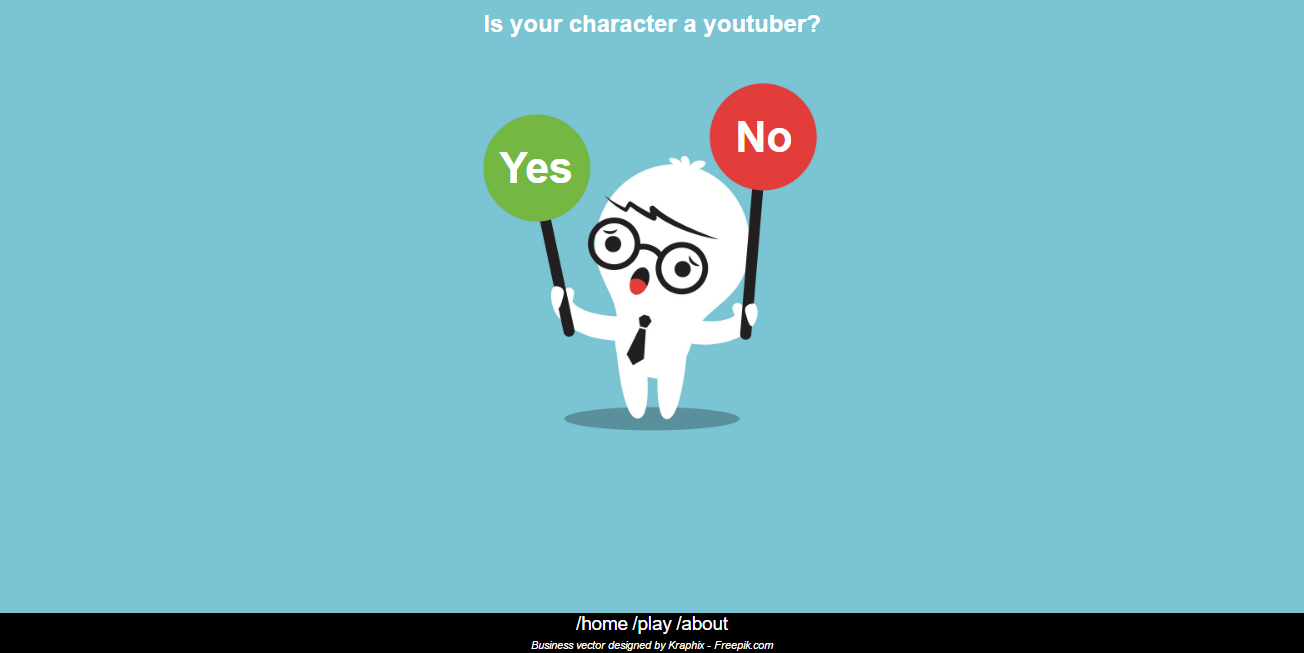 Is your character a youtuber?
No
Yes
/home /play /about
Business vector designed by Kraphix - Freepik.com